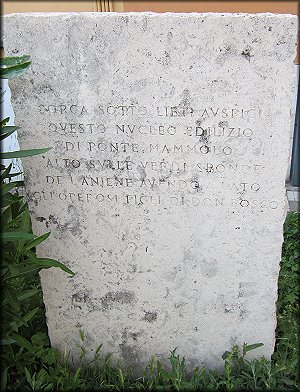 SORGA SOTTO LIETI AVSPICI
QVESTO NVCLEO EDILIZIO
DI PONTE MAMMOLO
ALTO SVLLE VERDI SPONDE
DE L'ANIENE AVENDO A LATO
GLI OPEROSI FIGLI DI DON BOSCO